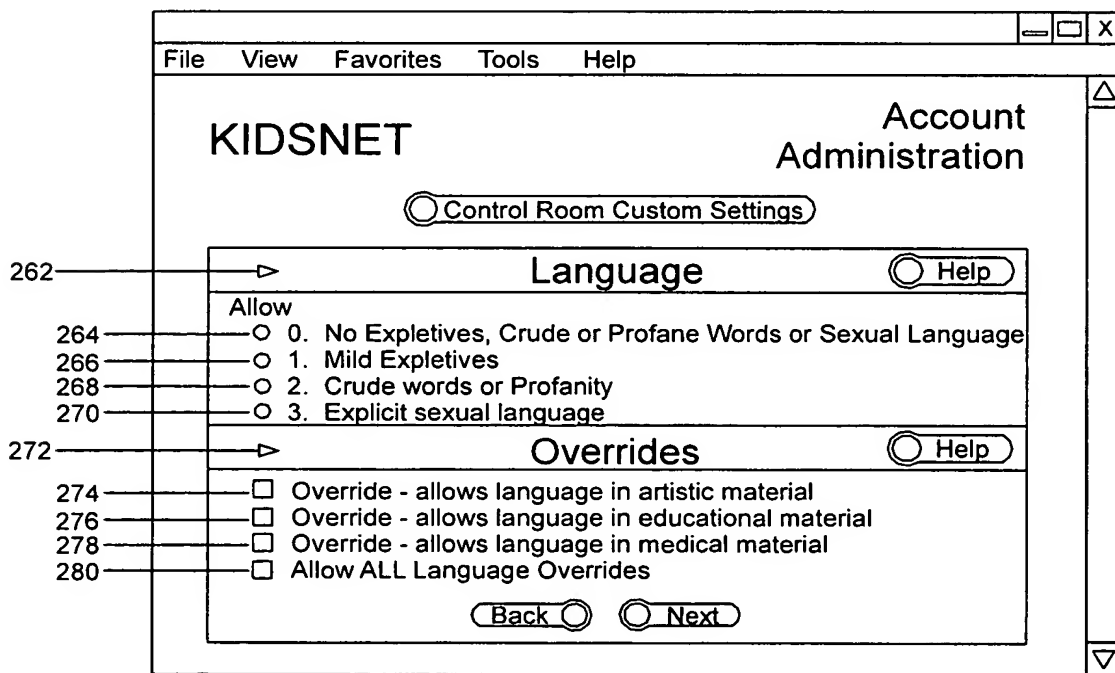 X
File View Favorites Tools Help
KIDSNET
Account
Administration
Control Room Custom Settings
262 Language Help
Allow
264 0. No Expletives, Crude or Profane Words or Sexual Language
266 1. Mild Expletives
268 2. Crude words or Profanity
270 3. Explicit sexual language
272 Overrides Help
274 Override - allows language in artistic material
276 Override - allows language in educational material
278 Override - allows language in medical material
280 Allow ALL Language Overrides
Back Next